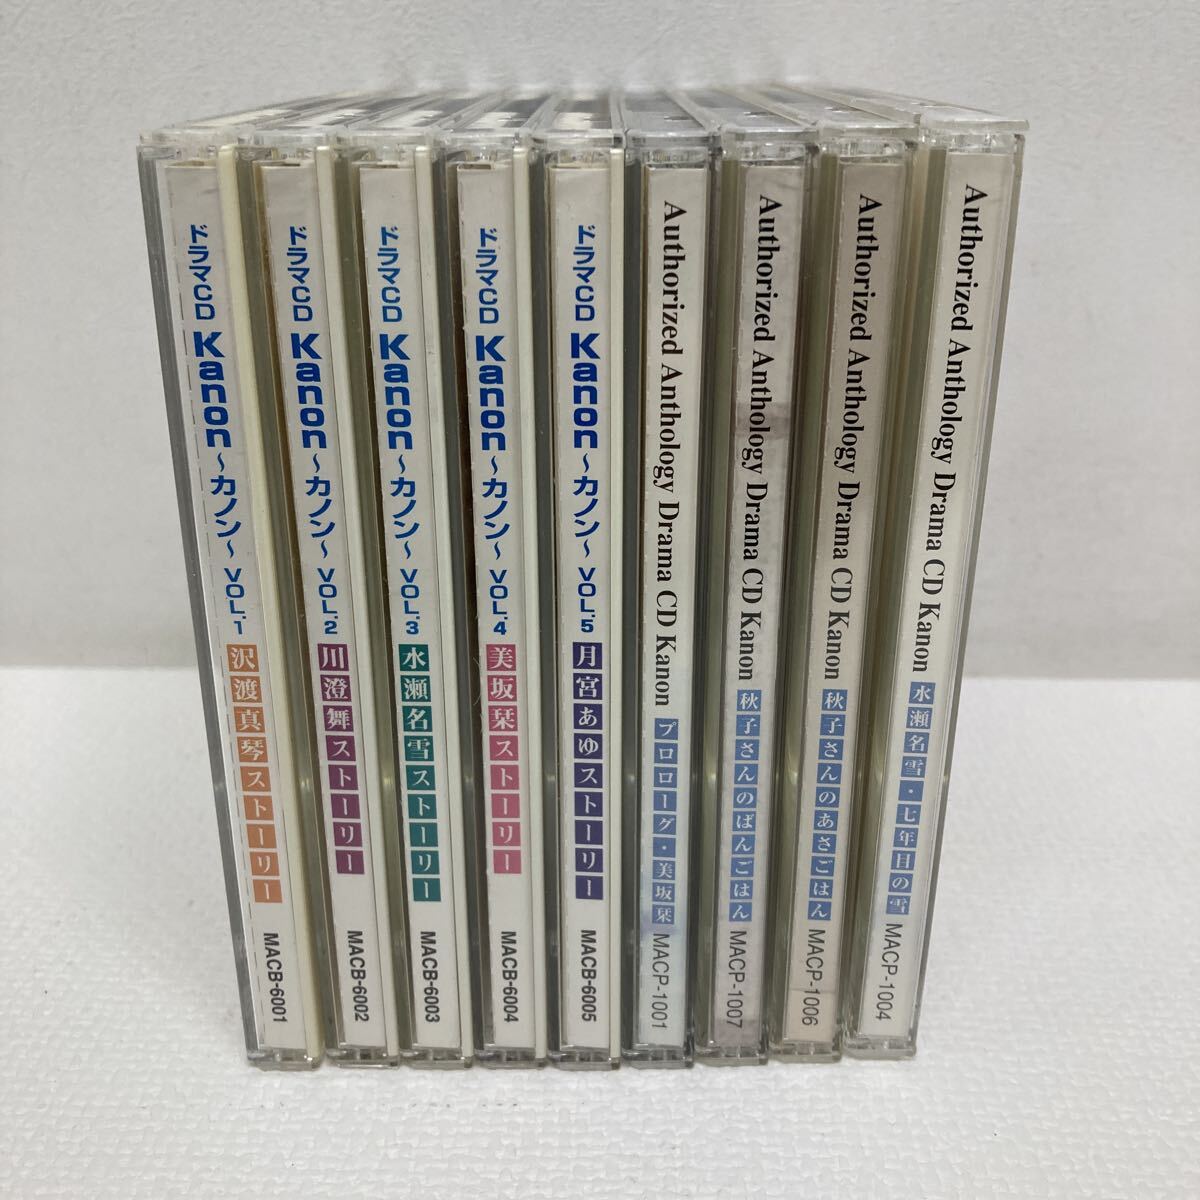 ドラマCD Kanon～カノン～ VOL.1 沢渡真琴ストーリー MACB-6001
ドラマCD Kanon～カノン～ VOL.2 川澄舞ストーリー MACB-6002
ドラマCD Kanon～カノン～ VOL.3 水瀬名雪ストーリー MACB-6003
ドラマCD Kanon～カノン～ VOL.4 美坂栞ストーリー MACB-6004
ドラマCD Kanon～カノン～ VOL.5 月宮あゆストーリー MACB-6005
Authorized Anthology Drama CD Kanon プロローグ・美坂栞 MACP-1001
Authorized Anthology Drama CD Kanon 秋子さんのばんごはん MACP-1007
Authorized Anthology Drama CD Kanon 秋子さんのあさごはん MACP-1006
Authorized Anthology Drama CD Kanon 水瀬名雪・七年目の雪 MACP-1004